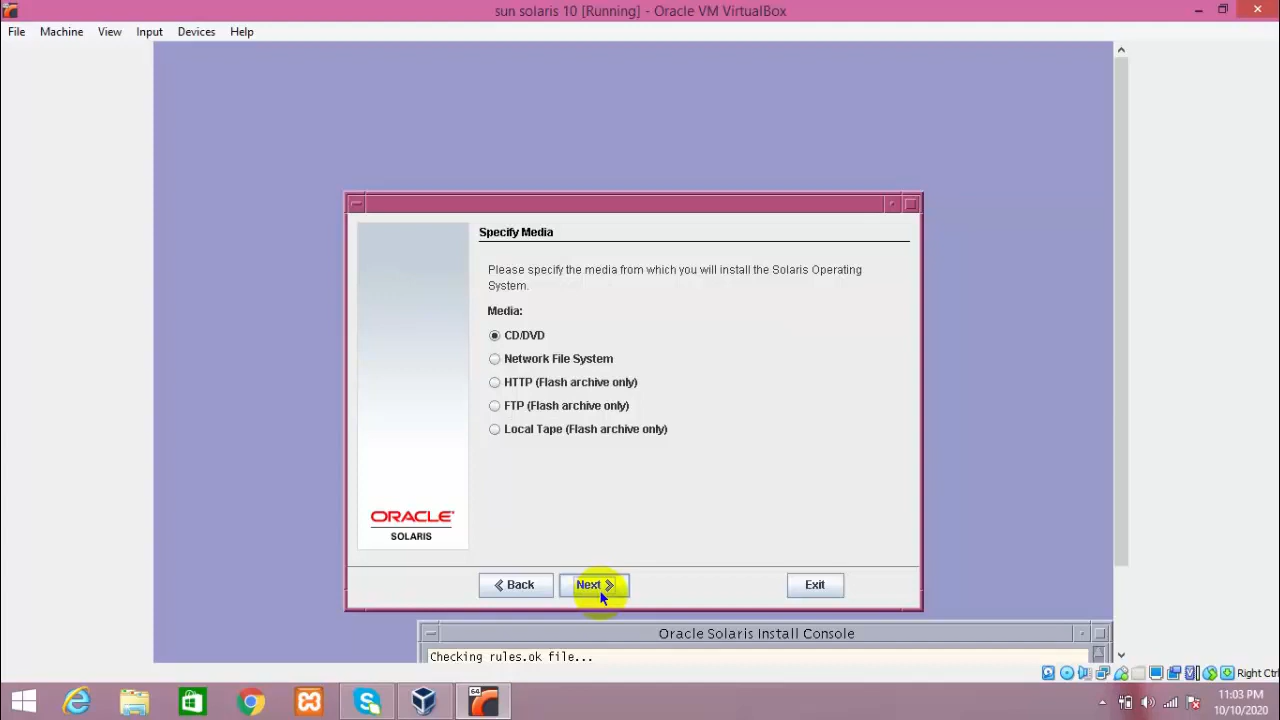 sun solaris 10 [Running] - Oracle VM VirtualBox
File Machine View Input Devices Help
Specify Media
Please specify the media from which you will install the Solaris Operating
System.
Media:
CD/DVD
Network File System
HTTP (Flash archive only)
FTP (Flash archive only)
Local Tape (Flash archive only)
ORACLE
SOLARIS
Back Next Exit
Oracle Solaris Install Console
Checking rules.ok file...
Right Ctrl
64
11:03 PM
10/10/2020